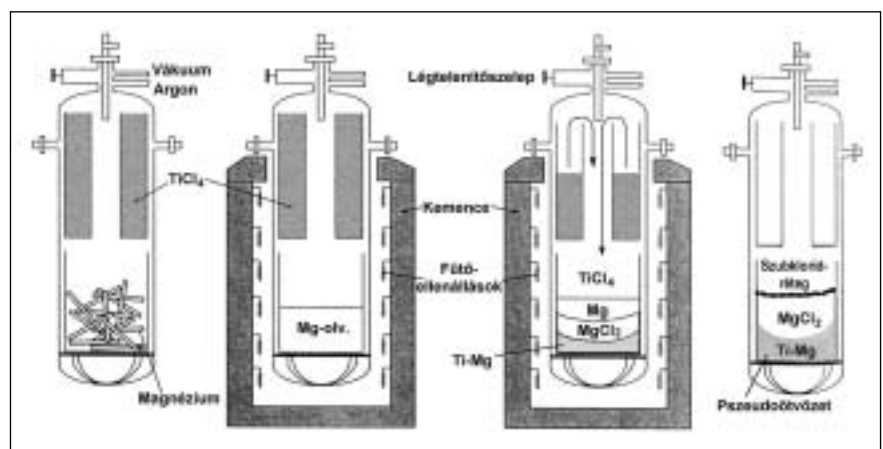 Vákuum
Argon
TiCl4
Magnézium
Mg-olv.
Kemence
Fűtő-
ellenállások
Légtelenítőszelep
TiCl4
Mg
MgCl2
Ti-Mg
Szubklorid-
réteg
MgCl2
Ti-Mg
Pszeudoötvözet